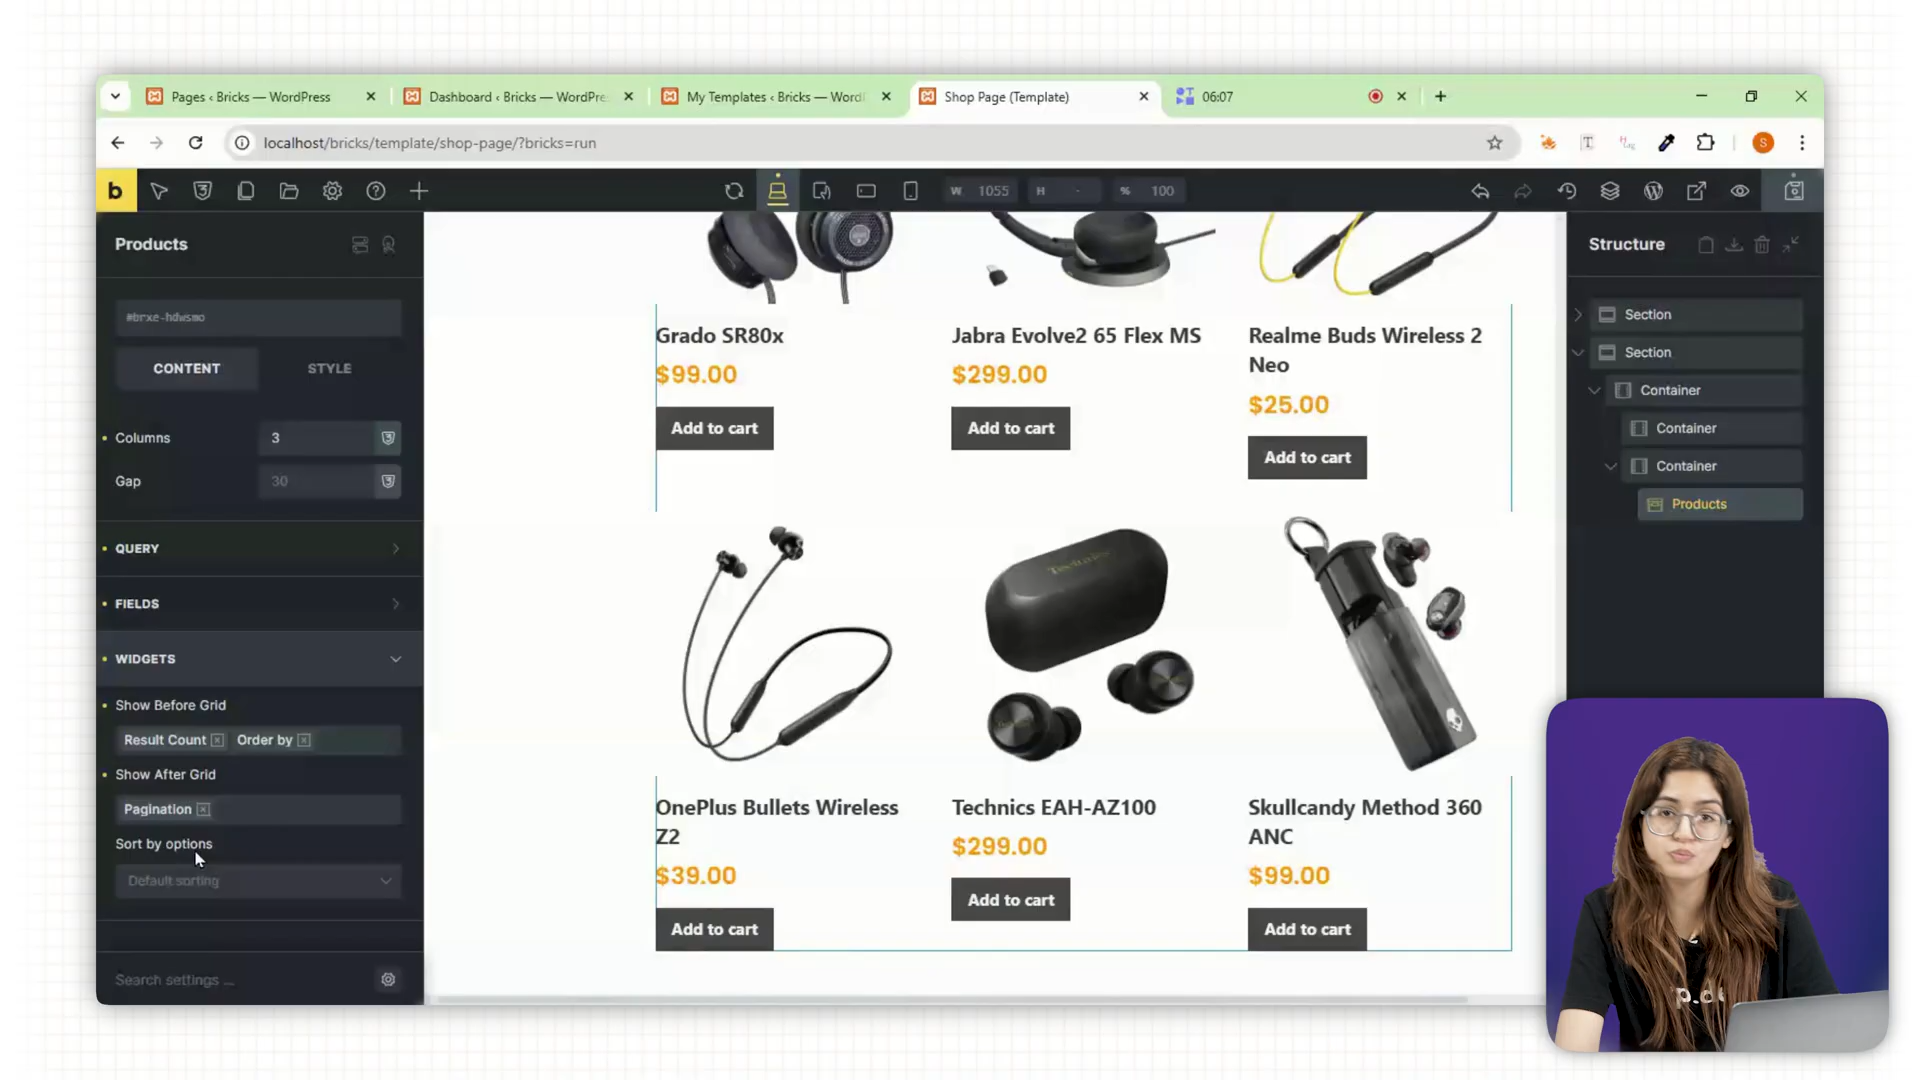 Pages ‹ Bricks — WordPress
Dashboard ‹ Bricks — WordPre
My Templates ‹ Bricks — Word
Shop Page (Template)
06:07
localhost/bricks/template/shop-page/?bricks=run
S
b
W 1055
H -
% 100
Products
#brxe-hdwsmo
CONTENT
STYLE
Columns
3
Gap
30
QUERY
FIELDS
WIDGETS
Show Before Grid
Result Count
Order by
Show After Grid
Pagination
Sort by options
Default sorting
Search settings ...
Grado SR80x
$99.00
Add to cart
Jabra Evolve2 65 Flex MS
$299.00
Add to cart
Realme Buds Wireless 2
Neo
$25.00
Add to cart
OnePlus Bullets Wireless
Z2
$39.00
Add to cart
Technics EAH-AZ100
$299.00
Add to cart
Skullcandy Method 360
ANC
$99.00
Add to cart
Structure
Section
Section
Container
Container
Container
Products